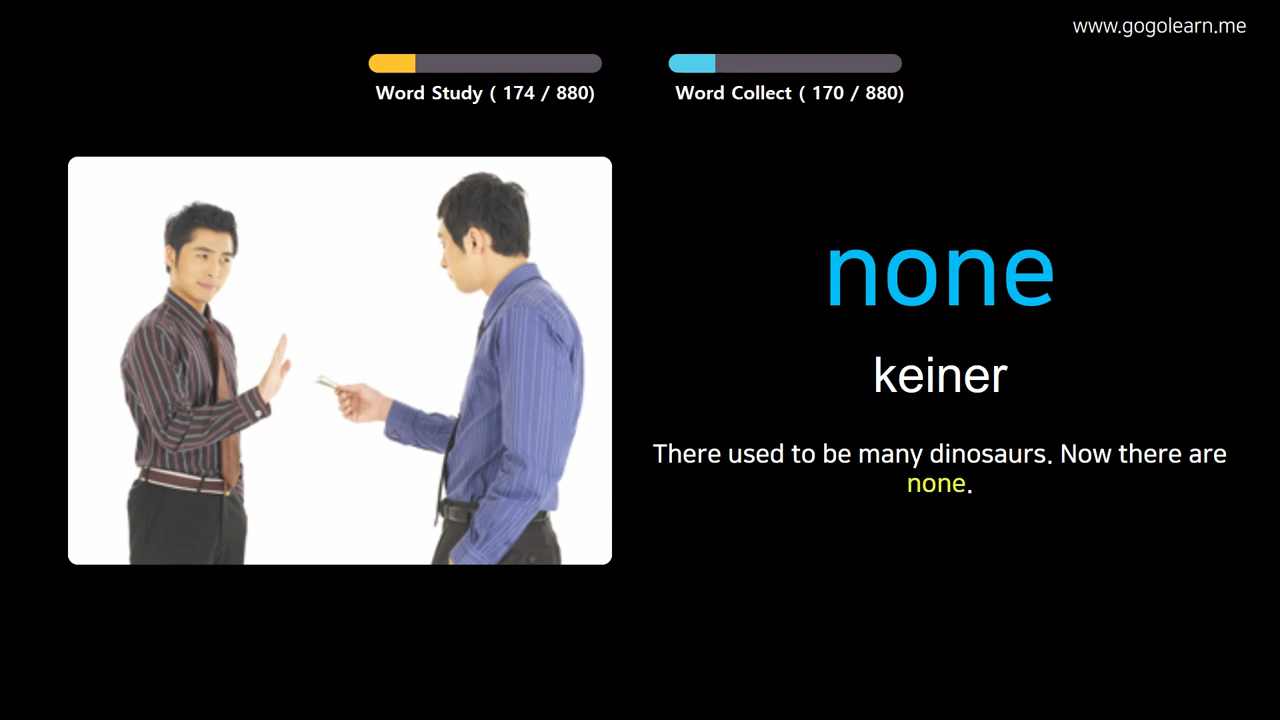 www.gogolearn.me
Word Study ( 174 / 880)
Word Collect ( 170 / 880)
none
keiner
There used to be many dinosaurs. Now there are
none.